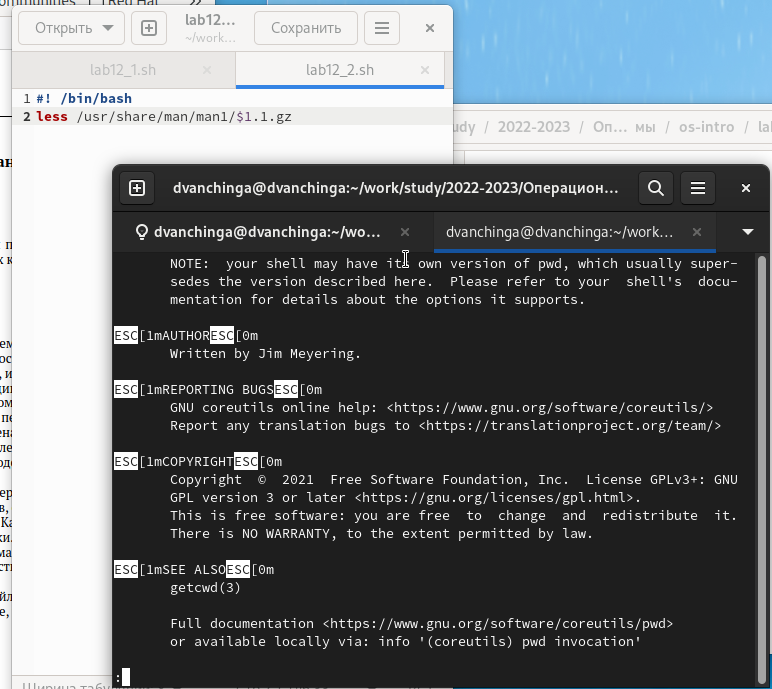 Открыть
lab12...
~/work...
Сохранить
lab12_1.sh
lab12_2.sh
1 #! /bin/bash
2 less /usr/share/man/man1/$1.1.gz
/ 2022-2023 / Оп... мы / os-intro /
dvanchinga@dvanchinga:~/work/study/2022-2023/Операцион...
dvanchinga@dvanchinga:~/wo...
dvanchinga@dvanchinga:~/work...
NOTE: your shell may have its own version of pwd, which usually super-
sedes the version described here. Please refer to your shell's docu-
mentation for details about the options it supports.
ESC[1mAUTHORESC[0m
Written by Jim Meyering.
ESC[1mREPORTING BUGSESC[0m
GNU coreutils online help: <https://www.gnu.org/software/coreutils/>
Report any translation bugs to <https://translationproject.org/team/>
ESC[1mCOPYRIGHTESC[0m
Copyright © 2021 Free Software Foundation, Inc. License GPLv3+: GNU
GPL version 3 or later <https://gnu.org/licenses/gpl.html>.
This is free software: you are free to change and redistribute it.
There is NO WARRANTY, to the extent permitted by law.
ESC[1mSEE ALSOESC[0m
getcwd(3)
Full documentation <https://www.gnu.org/software/coreutils/pwd>
or available locally via: info '(coreutils) pwd invocation'
: